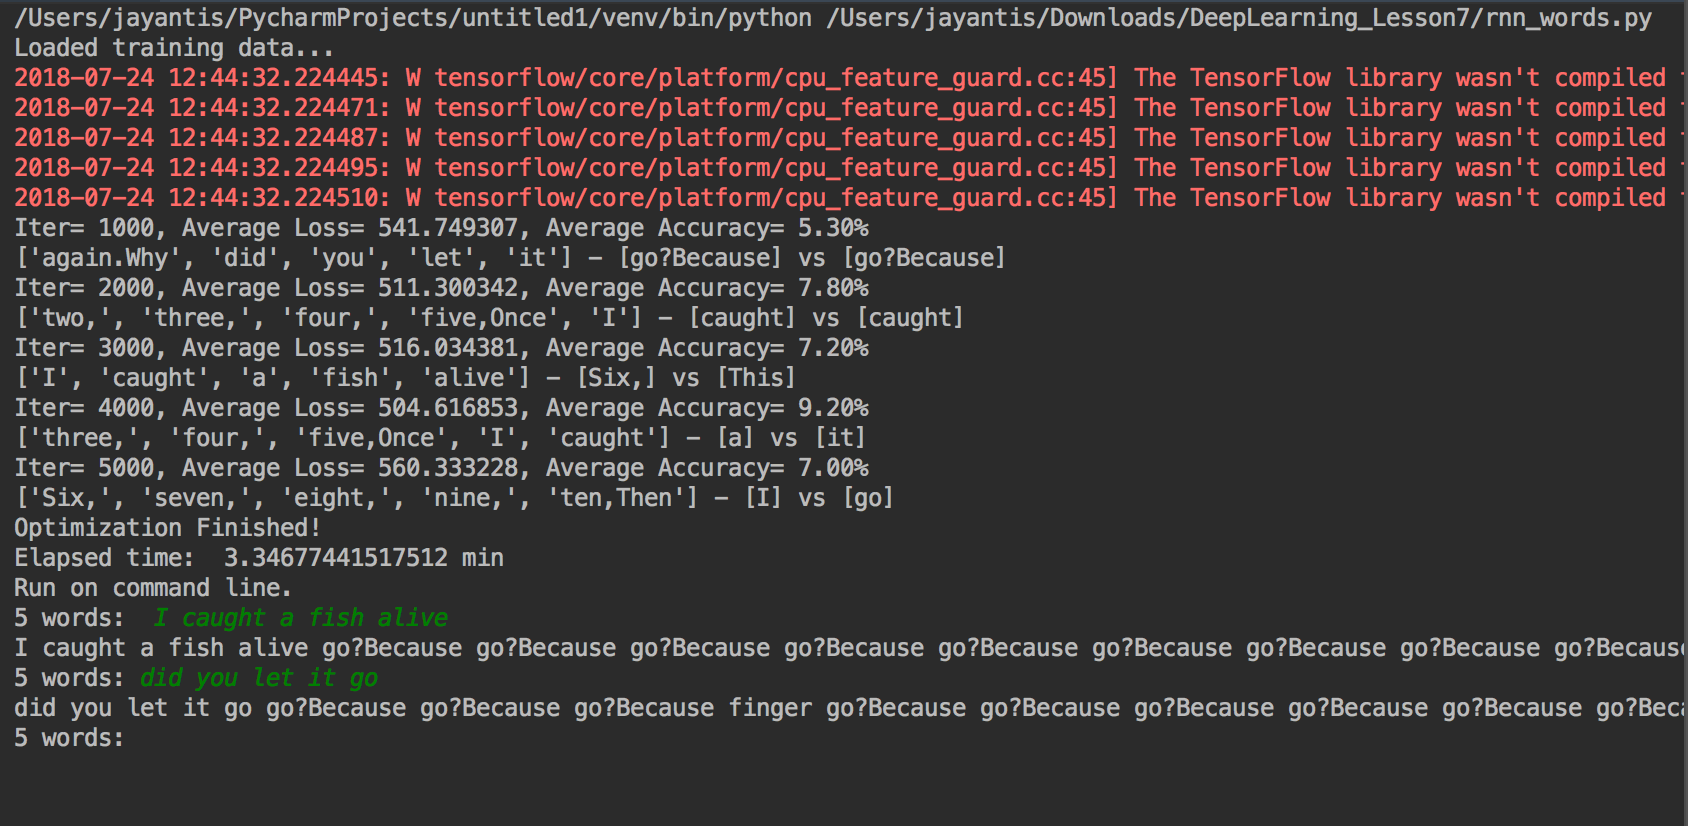 /Users/jayantis/PycharmProjects/untitled1/venv/bin/python /Users/jayantis/Downloads/DeepLearning_Lesson7/rnn_words.py
Loaded training data...
2018-07-24 12:44:32.224445: W tensorflow/core/platform/cpu_feature_guard.cc:45] The TensorFlow library wasn't compiled
2018-07-24 12:44:32.224471: W tensorflow/core/platform/cpu_feature_guard.cc:45] The TensorFlow library wasn't compiled
2018-07-24 12:44:32.224487: W tensorflow/core/platform/cpu_feature_guard.cc:45] The TensorFlow library wasn't compiled
2018-07-24 12:44:32.224495: W tensorflow/core/platform/cpu_feature_guard.cc:45] The TensorFlow library wasn't compiled
2018-07-24 12:44:32.224510: W tensorflow/core/platform/cpu_feature_guard.cc:45] The TensorFlow library wasn't compiled
Iter= 1000, Average Loss= 541.749307, Average Accuracy= 5.30%
['again.Why', 'did', 'you', 'let', 'it'] - [go?Because] vs [go?Because]
Iter= 2000, Average Loss= 511.300342, Average Accuracy= 7.80%
['two,', 'three,', 'four,', 'five,Once', 'I'] - [caught] vs [caught]
Iter= 3000, Average Loss= 516.034381, Average Accuracy= 7.20%
['I', 'caught', 'a', 'fish', 'alive'] - [Six,] vs [This]
Iter= 4000, Average Loss= 504.616853, Average Accuracy= 9.20%
['three,', 'four,', 'five,Once', 'I', 'caught'] - [a] vs [it]
Iter= 5000, Average Loss= 560.333228, Average Accuracy= 7.00%
['Six,', 'seven,', 'eight,', 'nine,', 'ten,Then'] - [I] vs [go]
Optimization Finished!
Elapsed time:  3.34677441517512 min
Run on command line.
5 words:  I caught a fish alive
I caught a fish alive go?Because go?Because go?Because go?Because go?Because go?Because go?Because go?Because go?Becaus
5 words: did you let it go
did you let it go go?Because go?Because go?Because finger go?Because go?Because go?Because go?Because go?Because go?Bec
5 words: